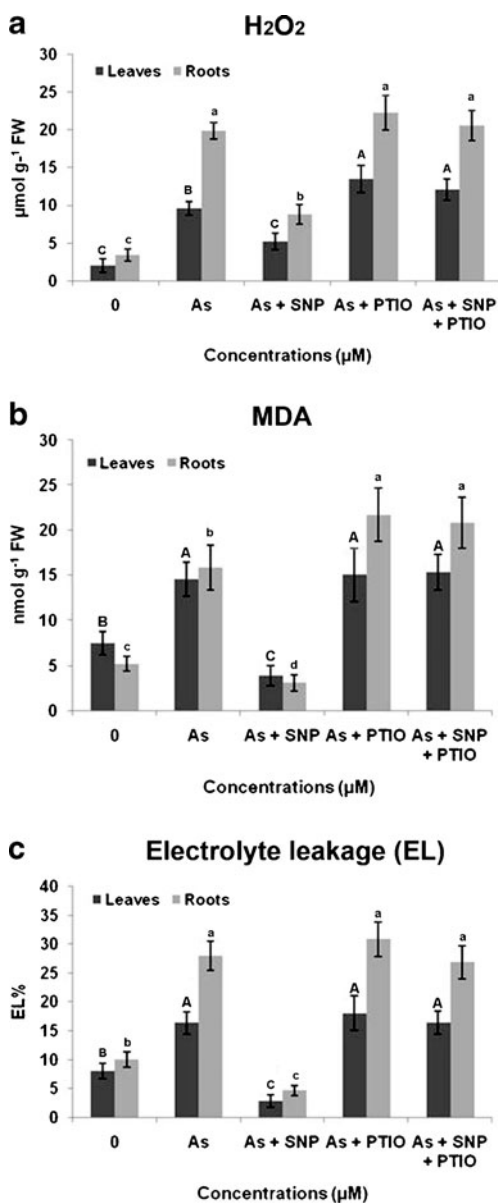 a
H₂O₂
Leaves Roots
µmol g⁻¹ FW
30
25
20
15
10
5
0
C c B a C b A a A a
0 As As + SNP As + PTIO As + SNP
+ PTIO
Concentrations (µM)
b
MDA
Leaves Roots
nmol g⁻¹ FW
30
25
20
15
10
5
0
B c A b C d A a A a
0 As As + SNP As + PTIO As + SNP
+ PTIO
Concentrations (µM)
c
Electrolyte leakage (EL)
Leaves Roots
EL%
40
35
30
25
20
15
10
5
0
B b A a C c A a A a
0 As As + SNP As + PTIO As + SNP
+ PTIO
Concentrations (µM)